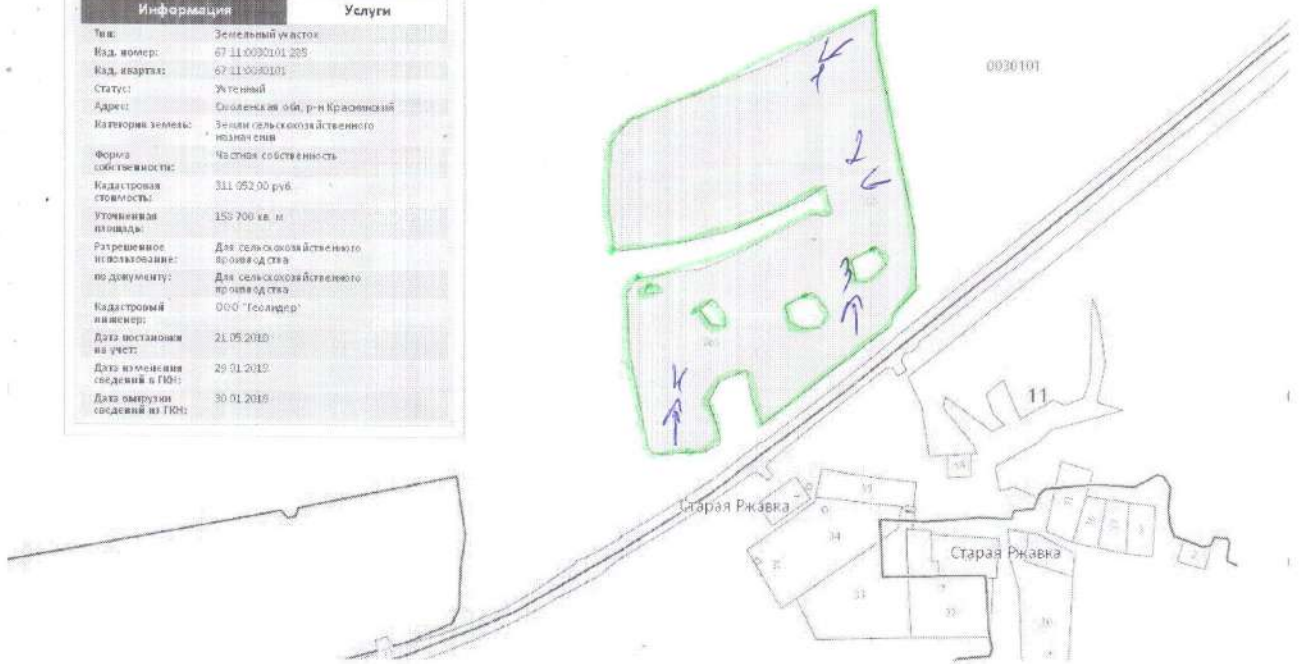 Информация Услуги
Тип: Земельный участок
Кад. номер: 67:11:0030101:285
Кад. квартал: 67:11:0030101
Статус: Учтенный
Адрес: Смоленская обл, р-н Краснинский
Категория земель: Земли сельскохозяйственного
назначения
Форма Частная собственность
собственности:
Кадастровая 311 052,00 руб.
стоимость:
Уточненная 158 700 кв. м
площадь:
Разрешенное Для сельскохозяйственного
использование: производства
по документу: Для сельскохозяйственного
производства
Кадастровый ООО "Геолидер"
инженер:
Дата постановки 21.05.2010
на учет:
Дата изменения 29.01.2019
сведений в ГКН:
Дата выгрузки 30.01.2019
сведений из ГКН:
0030101
1
2
3
4
11
Старая Ржавка
34
33
32
Старая Ржавка